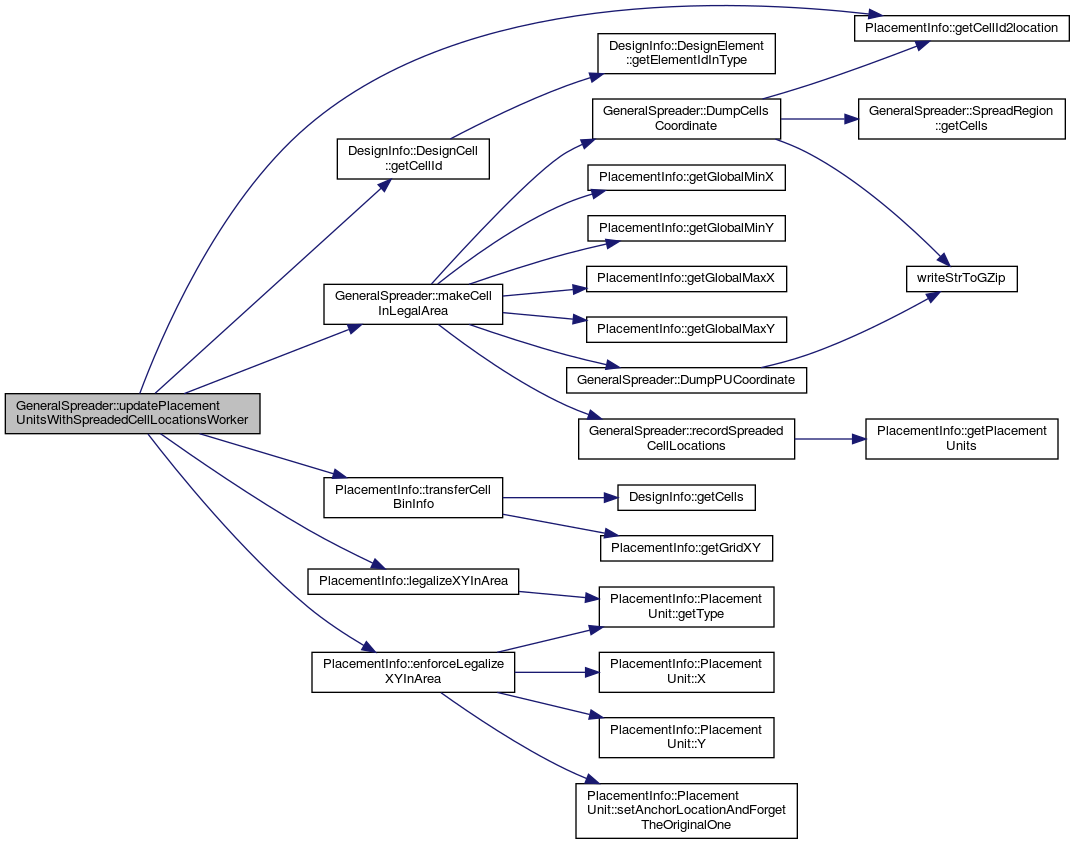 PlacementInfo::getCellId2location
DesignInfo::DesignElement
::getElementIdInType
GeneralSpreader::DumpCells
Coordinate
GeneralSpreader::SpreadRegion
::getCells
DesignInfo::DesignCell
::getCellId
PlacementInfo::getGlobalMinX
PlacementInfo::getGlobalMinY
PlacementInfo::getGlobalMaxX
writeStrToGZip
GeneralSpreader::makeCell
InLegalArea
PlacementInfo::getGlobalMaxY
GeneralSpreader::DumpPUCoordinate
GeneralSpreader::updatePlacement
UnitsWithSpreadedCellLocationsWorker
GeneralSpreader::recordSpreaded
CellLocations
PlacementInfo::getPlacement
Units
PlacementInfo::transferCell
BinInfo
DesignInfo::getCells
PlacementInfo::getGridXY
PlacementInfo::legalizeXYInArea
PlacementInfo::Placement
Unit::getType
PlacementInfo::enforceLegalize
XYInArea
PlacementInfo::Placement
Unit::X
PlacementInfo::Placement
Unit::Y
PlacementInfo::Placement
Unit::setAnchorLocationAndForget
TheOriginalOne